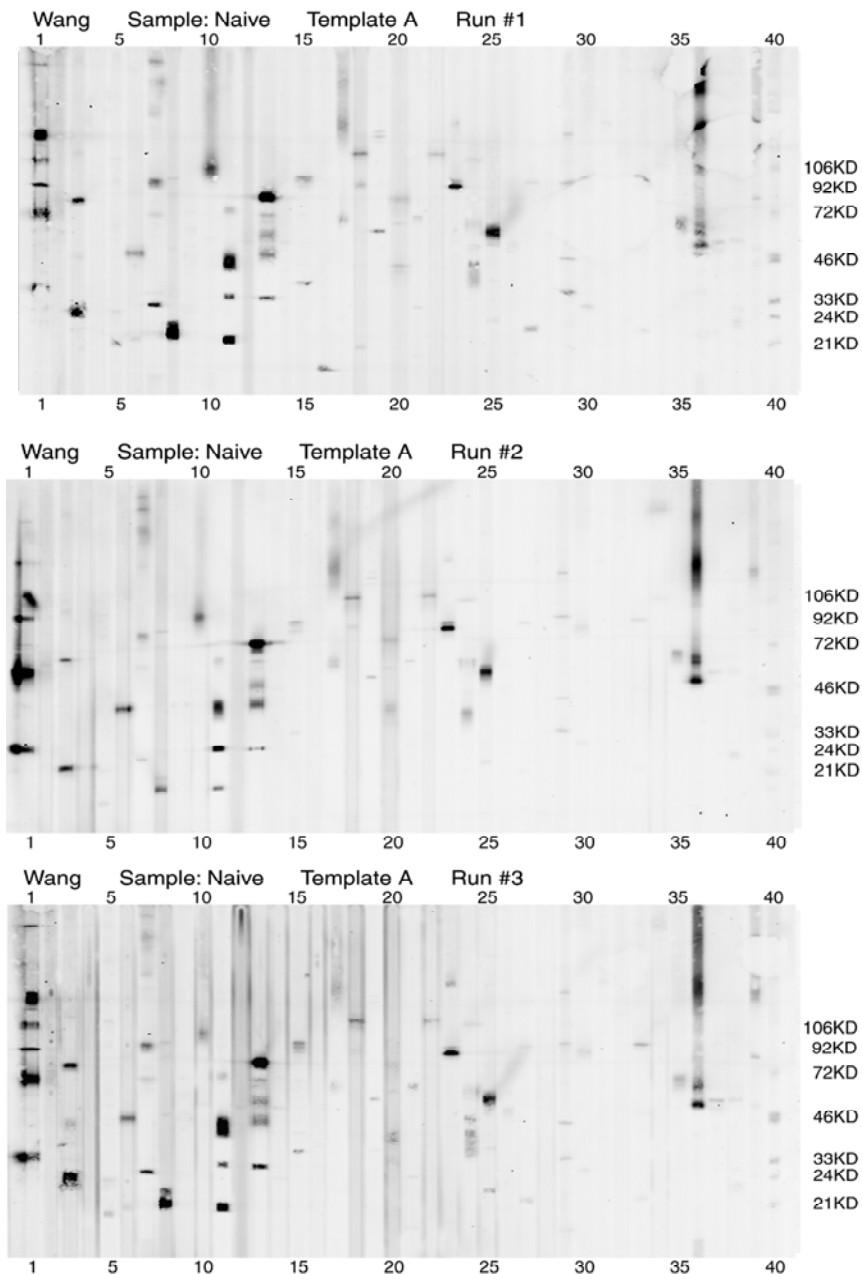 Wang Sample: Naive Template A Run #1
1 5 10 15 20 25 30 35 40
106KD
92KD
72KD
46KD
33KD
24KD
21KD
1 5 10 15 20 25 30 35 40
Wang Sample: Naive Template A Run #2
1 5 10 15 20 25 30 35 40
106KD
92KD
72KD
46KD
33KD
24KD
21KD
1 5 10 15 20 25 30 35 40
Wang Sample: Naive Template A Run #3
1 5 10 15 20 25 30 35 40
106KD
92KD
72KD
46KD
33KD
24KD
21KD
1 5 10 15 20 25 30 35 40